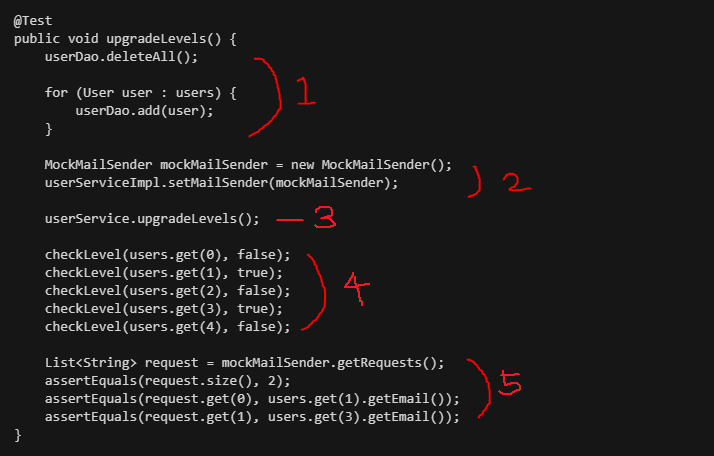 @Test
public void upgradeLevels() {
    userDao.deleteAll();
    for (User user : users) {
        userDao.add(user);
    }
1
    MockMailSender mockMailSender = new MockMailSender();
    userServiceImpl.setMailSender(mockMailSender);
2
    userService.upgradeLevels();
3
    checkLevel(users.get(0), false);
    checkLevel(users.get(1), true);
    checkLevel(users.get(2), false);
    checkLevel(users.get(3), true);
    checkLevel(users.get(4), false);
4
    List<String> request = mockMailSender.getRequests();
    assertEquals(request.size(), 2);
    assertEquals(request.get(0), users.get(1).getEmail());
    assertEquals(request.get(1), users.get(3).getEmail());
5
}